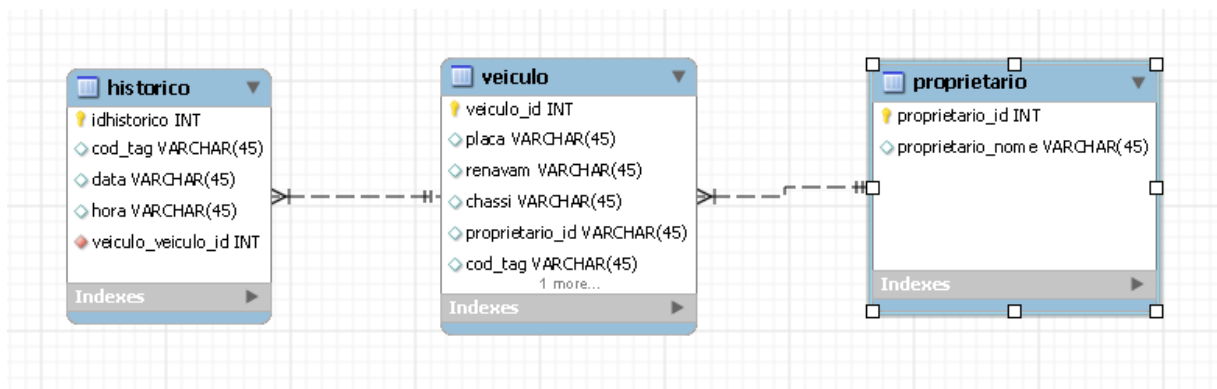 historico
idhistorico INT
cod_tag VARCHAR(45)
data VARCHAR(45)
hora VARCHAR(45)
veiculo_veiculo_id INT
Indexes
veiculo
veiculo_id INT
placa VARCHAR(45)
renavam VARCHAR(45)
chassi VARCHAR(45)
proprietario_id VARCHAR(45)
cod_tag VARCHAR(45)
1 more...
Indexes
proprietario
proprietario_id INT
proprietario_nome VARCHAR(45)
Indexes